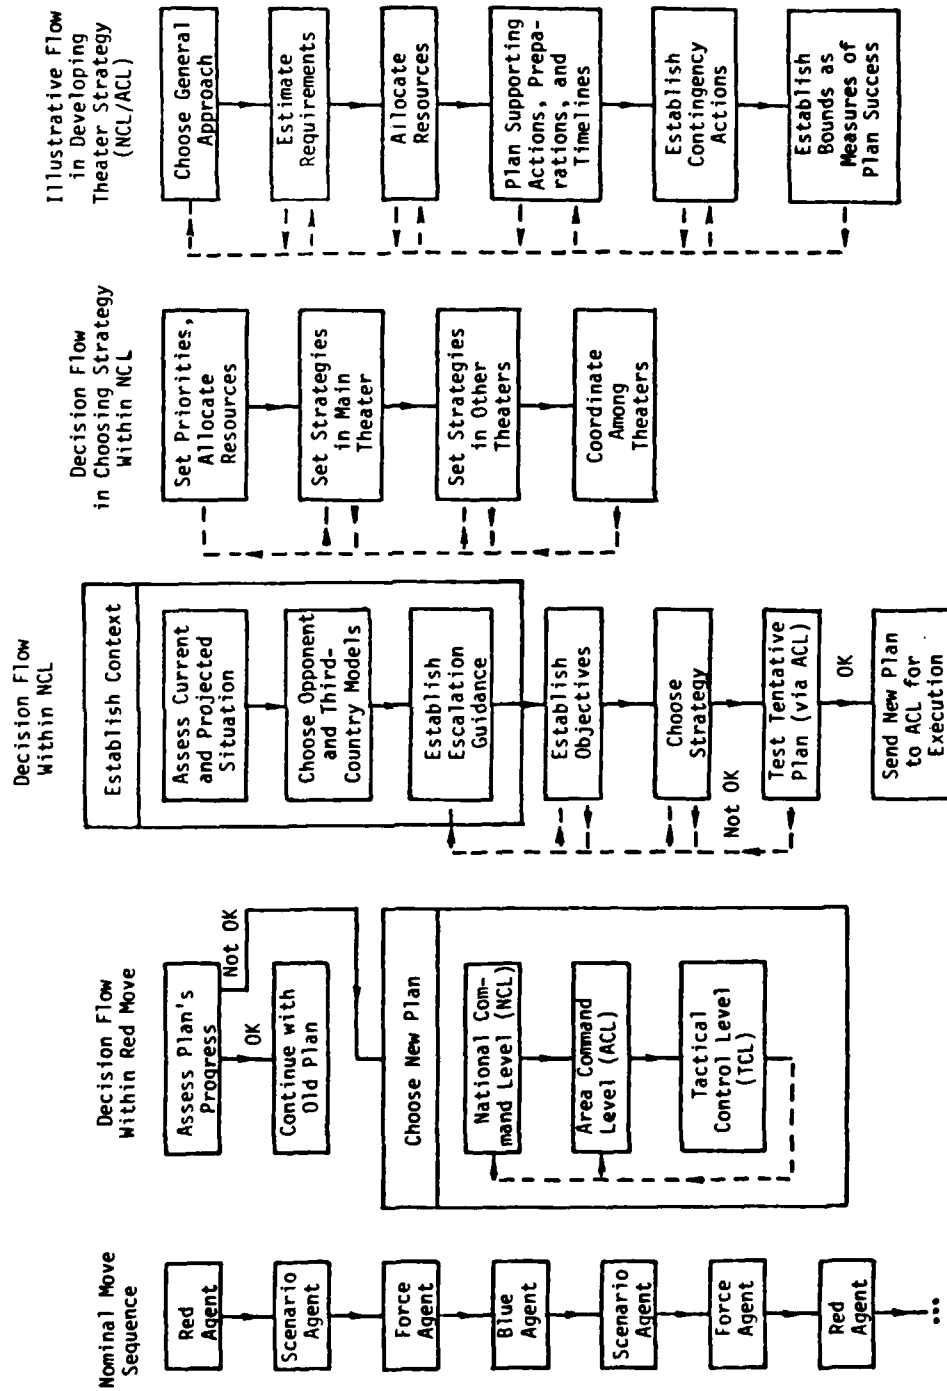 Nominal Move
Sequence
Red
Agent
Scenario
Agent
Force
Agent
Blue
Agent
Scenario
Agent
Force
Agent
Red
Agent
...
Decision Flow
Within Red Move
Assess Plan's
Progress
Not OK
OK
Continue with
Old Plan
Choose New Plan
National Com-
mand Level (NCL)
Area Command
Level (ACL)
Tactical
Control Level
(TCL)
Decision Flow
Within NCL
Establish Context
Assess Current
and Projected
Situation
Choose Opponent
and Third-
Country Models
Establish
Escalation
Guidance
Establish
Objectives
Choose
Strategy
Not OK
Test Tentative
Plan (via ACL)
OK
Send New Plan
to ACL for
Execution
Decision Flow
in Choosing Strategy
Within NCL
Set Priorities,
Allocate
Resources
Set Strategies
in Main
Theater
Set Strategies
in Other
Theaters
Coordinate
Among
Theaters
Illustrative Flow
in Developing
Theater Strategy
(NCL/ACL)
Choose General
Approach
Estimate
Requirements
Allocate
Resources
Plan Supporting
Actions, Prepa-
rations, and
Timelines
Establish
Contingency
Actions
Establish
Bounds as
Measures of
Plan Success